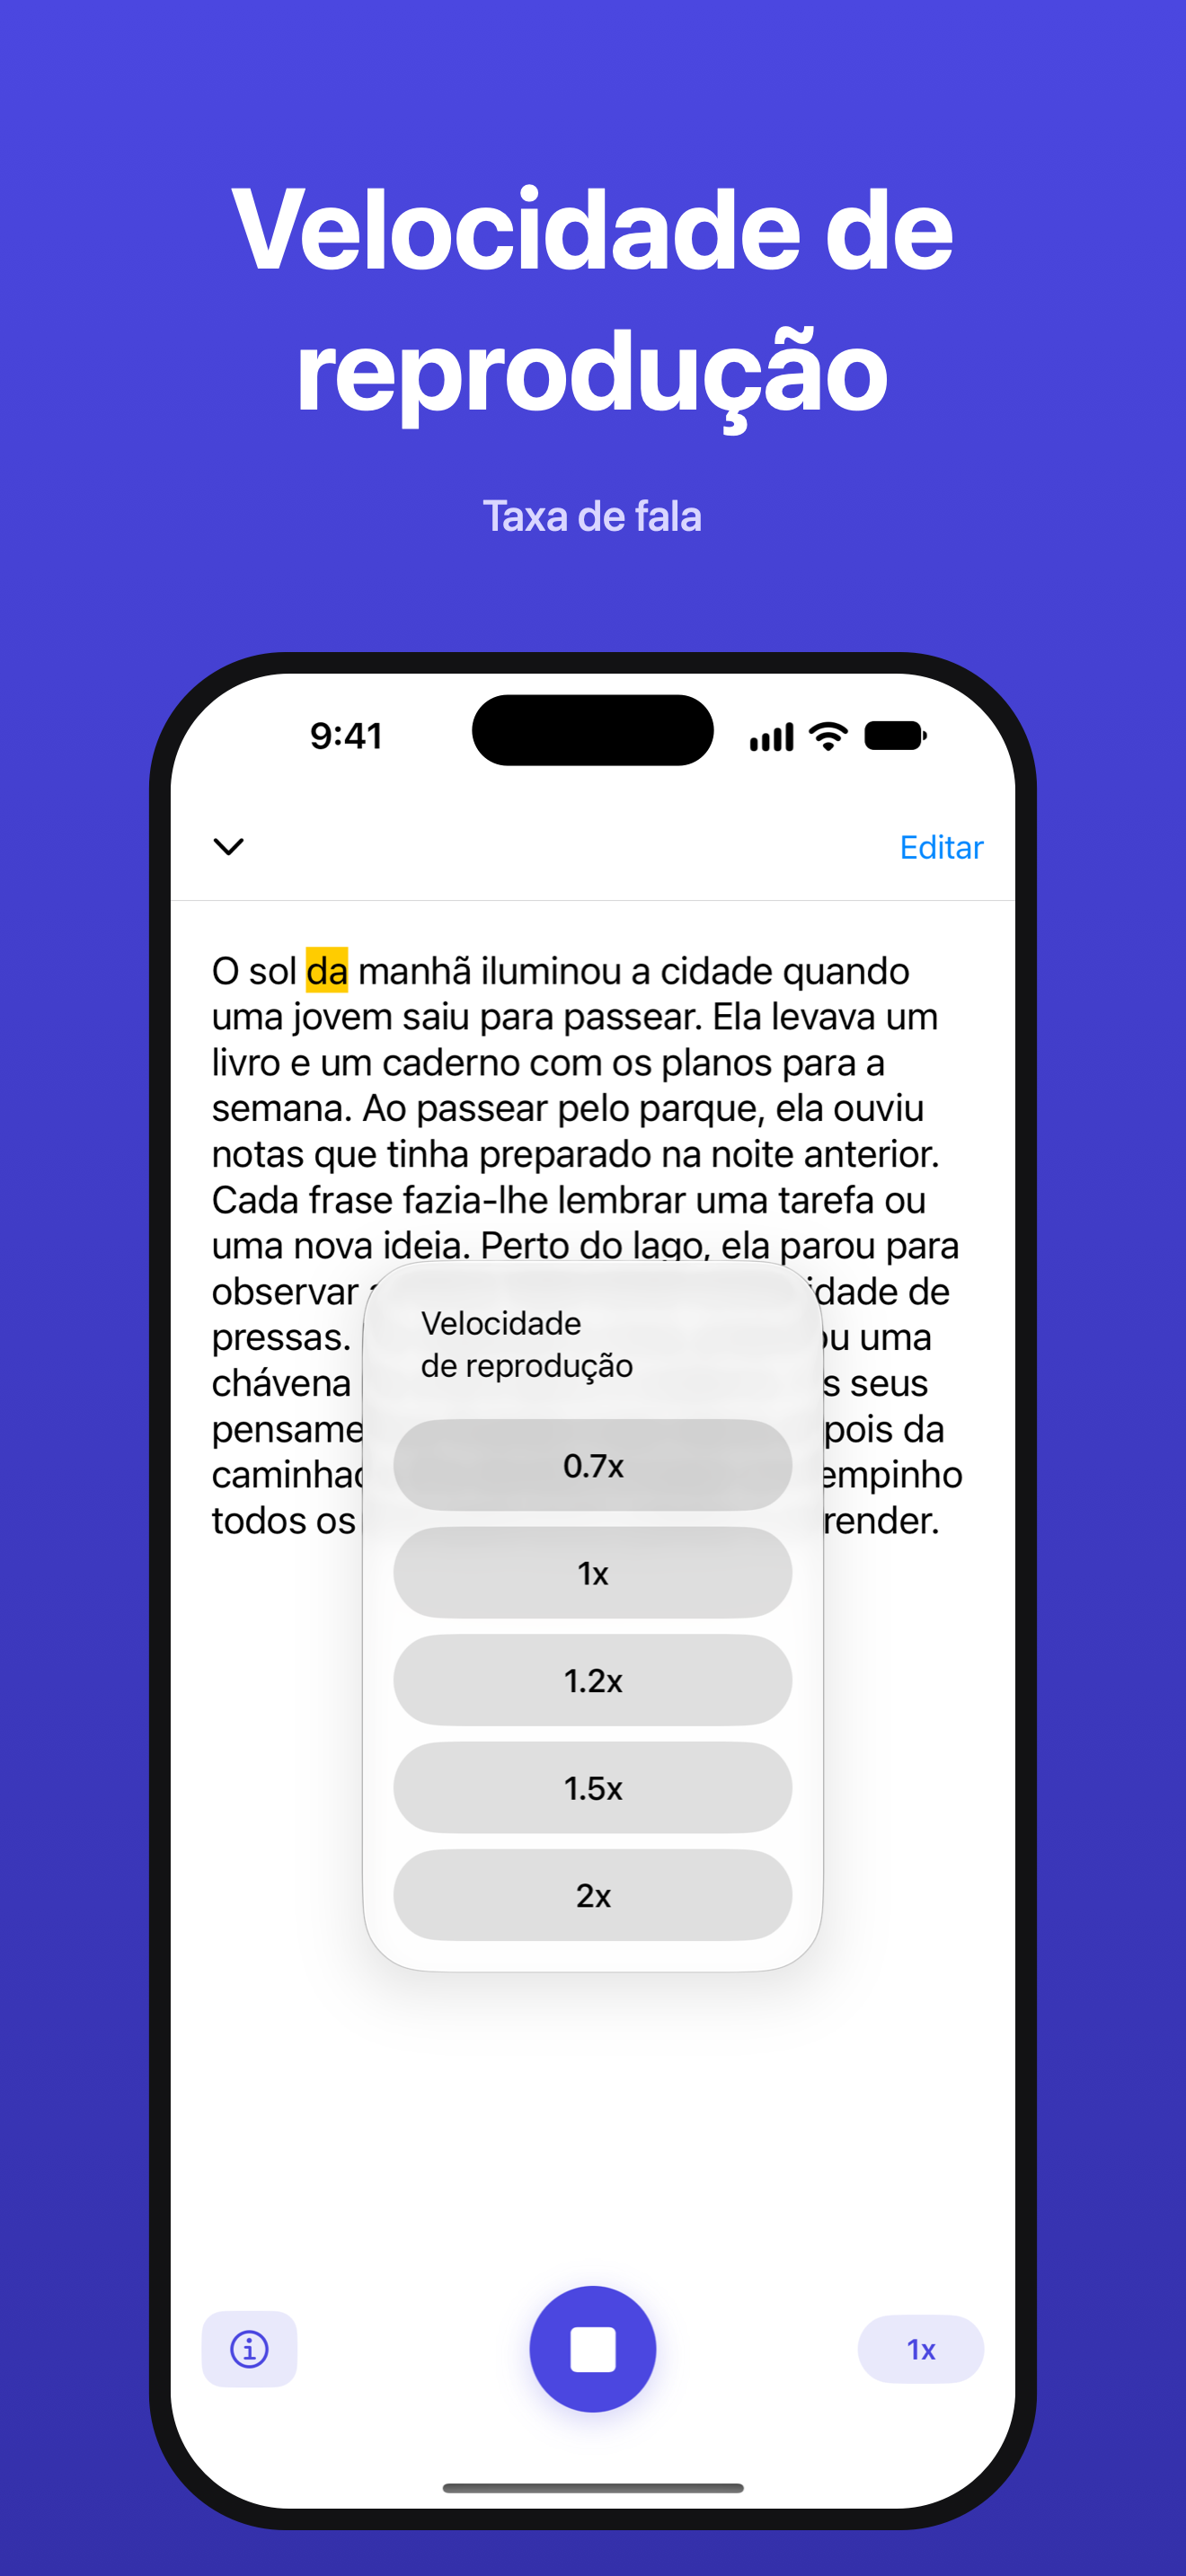 Velocidade de
reprodução
Taxa de fala
9:41
Editar
O sol da manhã iluminou a cidade quando
uma jovem saiu para passear. Ela levava um
livro e um caderno com os planos para a
semana. Ao passear pelo parque, ela ouviu
notas que tinha preparado na noite anterior.
Cada frase fazia-lhe lembrar uma tarefa ou
uma nova ideia. Perto do lago, ela parou para
observar
de
pressas. uma
chávena seus
da
todos os
Velocidade
de reprodução
0.7x
1x
1.2x
1.5x
2x
1x